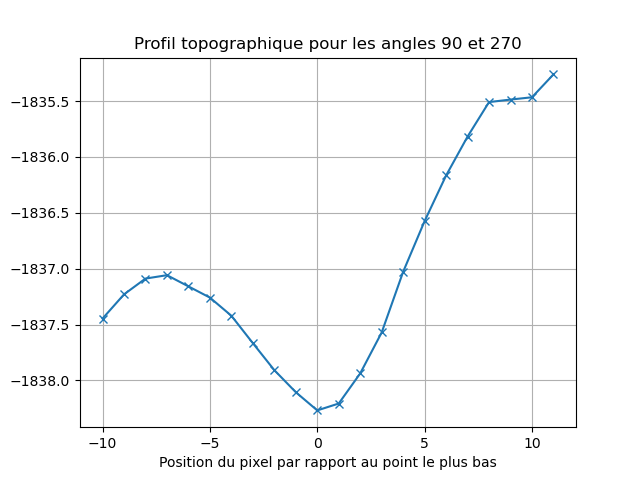 Profil topographique pour les angles 90 et 270
−1835.5
−1836.0
−1836.5
−1837.0
−1837.5
−1838.0
−10 −5 0 5 10
Position du pixel par rapport au point le plus bas